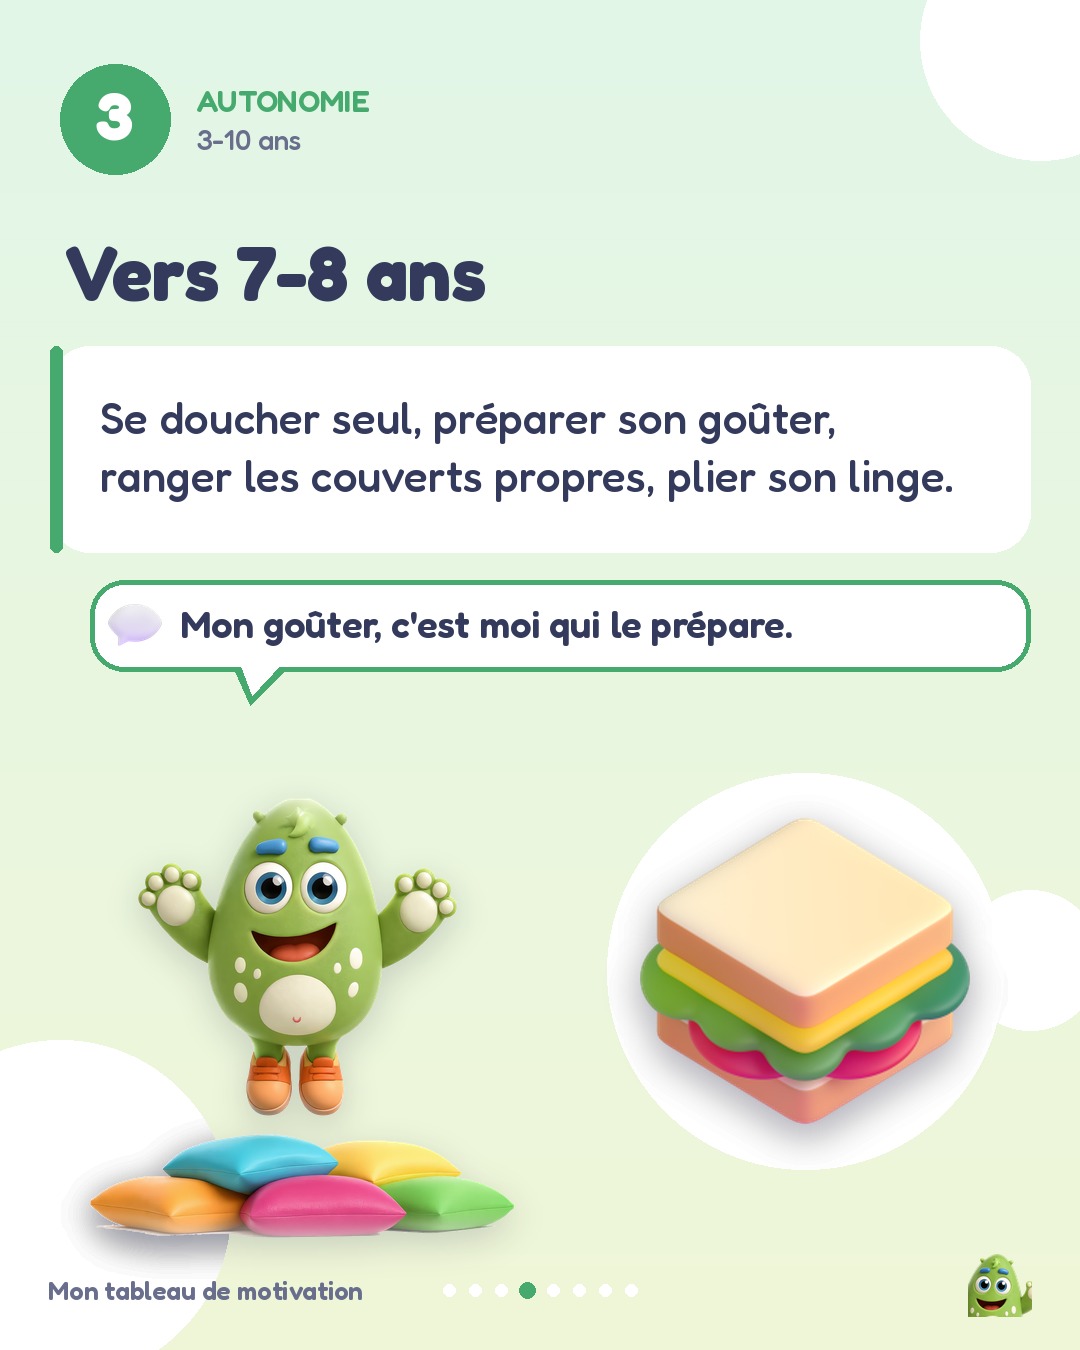 3
AUTONOMIE
3-10 ans
Vers 7-8 ans
Se doucher seul, préparer son goûter,
ranger les couverts propres, plier son linge.
Mon goûter, c'est moi qui le prépare.
Mon tableau de motivation